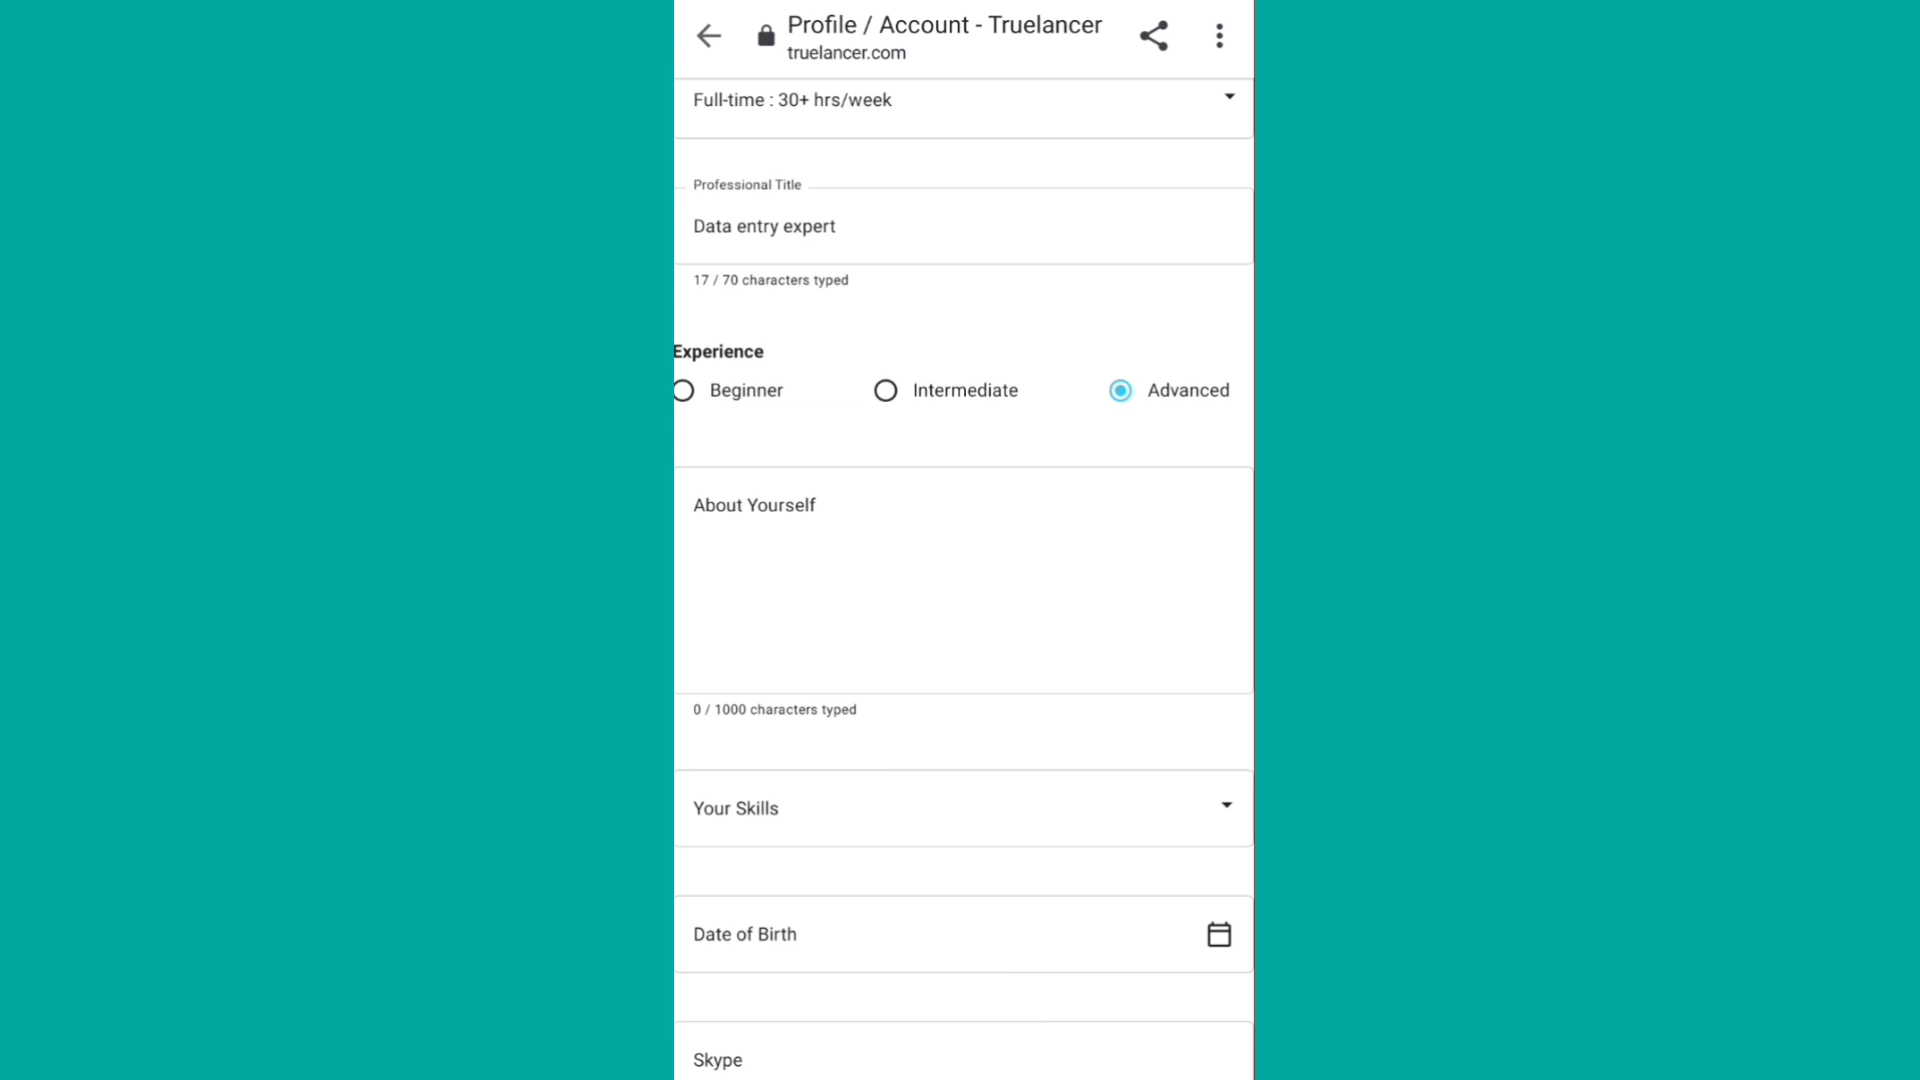 Profile / Account - Truelancer
truelancer.com
Full-time : 30+ hrs/week
Professional Title
Data entry expert
17 / 70 characters typed
Experience
Beginner
Intermediate
Advanced
About Yourself
0 / 1000 characters typed
Your Skills
Date of Birth
Skype